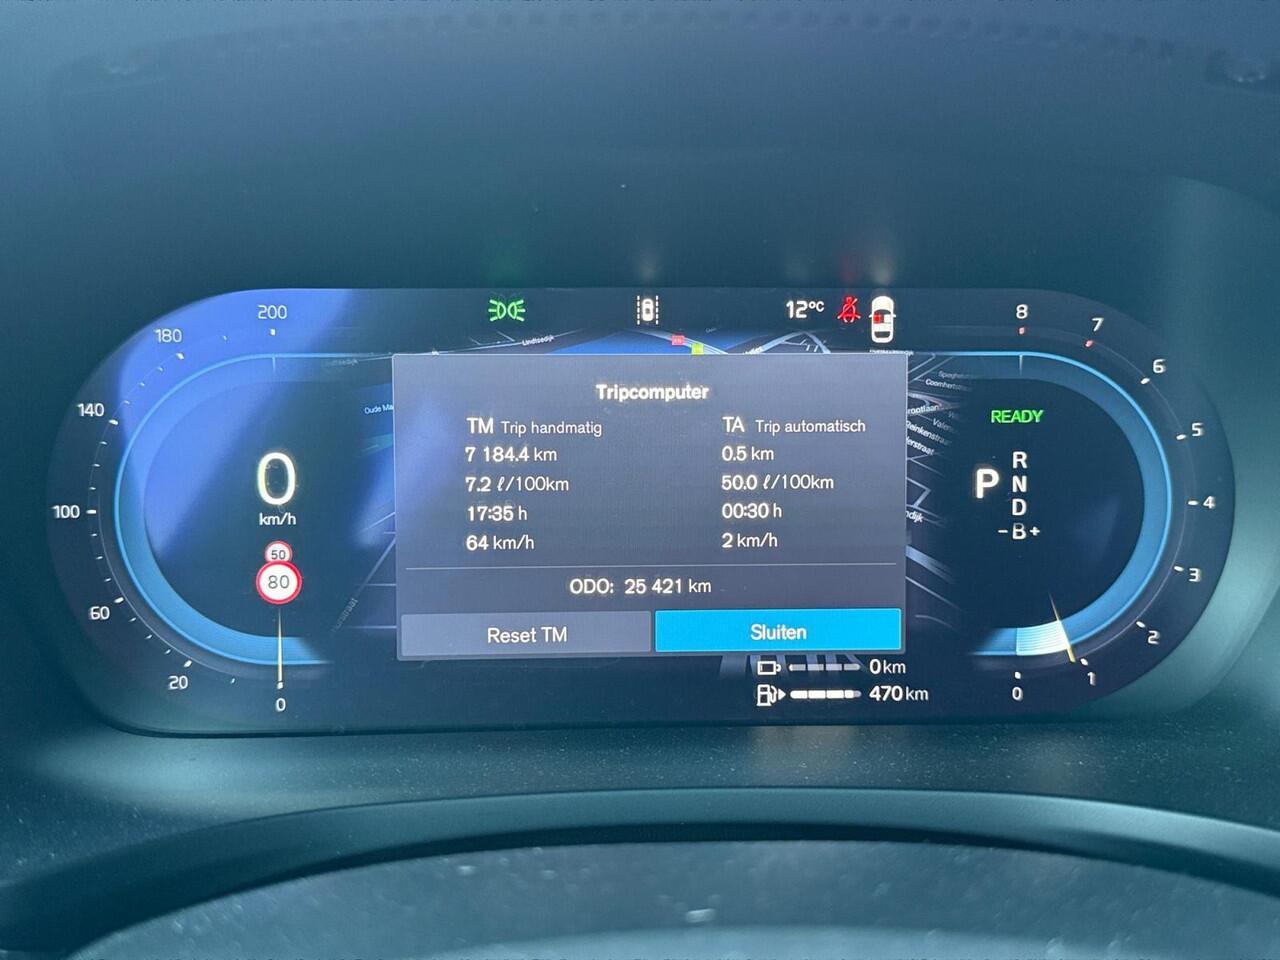 200
180
140
100
60
20
0
0
km/h
50
80
12°C
Lindtsedijk
Oude Ma
Tripcomputer
TM Trip handmatig
7 184.4 km
7.2 ℓ/100km
17:35 h
64 km/h
TA Trip automatisch
0.5 km
50.0 ℓ/100km
00:30 h
2 km/h
ODO: 25 421 km
Reset TM
Sluiten
0 km
470 km
READY
P
R
N
D
-B+
8
7
6
5
4
3
2
1
0